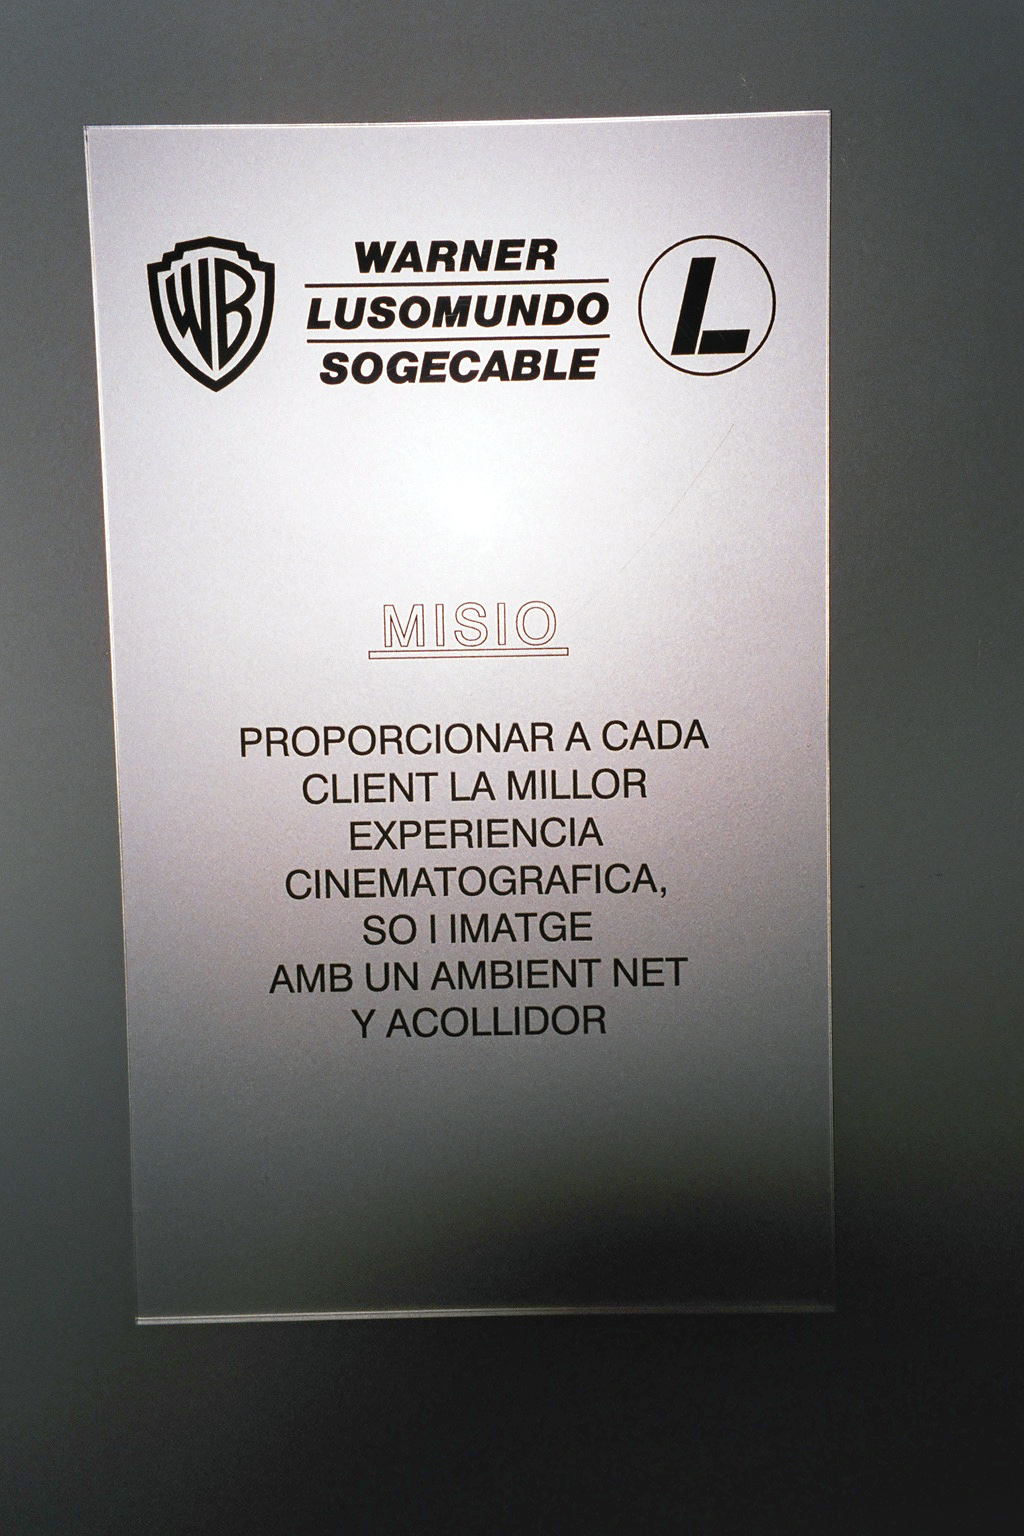 WB
WARNER
LUSOMUNDO
SOGECABLE
L
MISIO
PROPORCIONAR A CADA
CLIENT LA MILLOR
EXPERIENCIA
CINEMATOGRAFICA,
SO I IMATGE
AMB UN AMBIENT NET
Y ACOLLIDOR